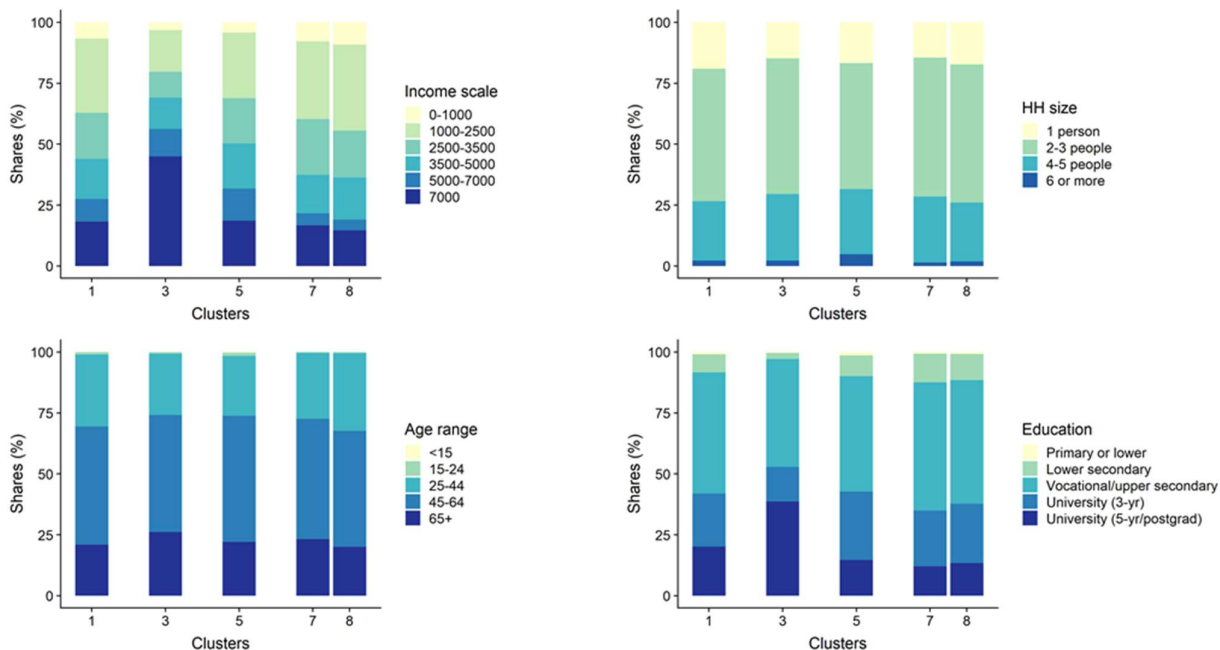 100
75
50
25
0
Shares (%)
1 3 5 7 8
Clusters
Income scale
0-1000
1000-2500
2500-3500
3500-5000
5000-7000
7000
100
75
50
25
0
Shares (%)
1 3 5 7 8
Clusters
HH size
1 person
2-3 people
4-5 people
6 or more
100
75
50
25
0
Shares (%)
1 3 5 7 8
Clusters
Age range
<15
15-24
25-44
45-64
65+
100
75
50
25
0
Shares (%)
1 3 5 7 8
Clusters
Education
Primary or lower
Lower secondary
Vocational/upper secondary
University (3-yr)
University (5-yr/postgrad)